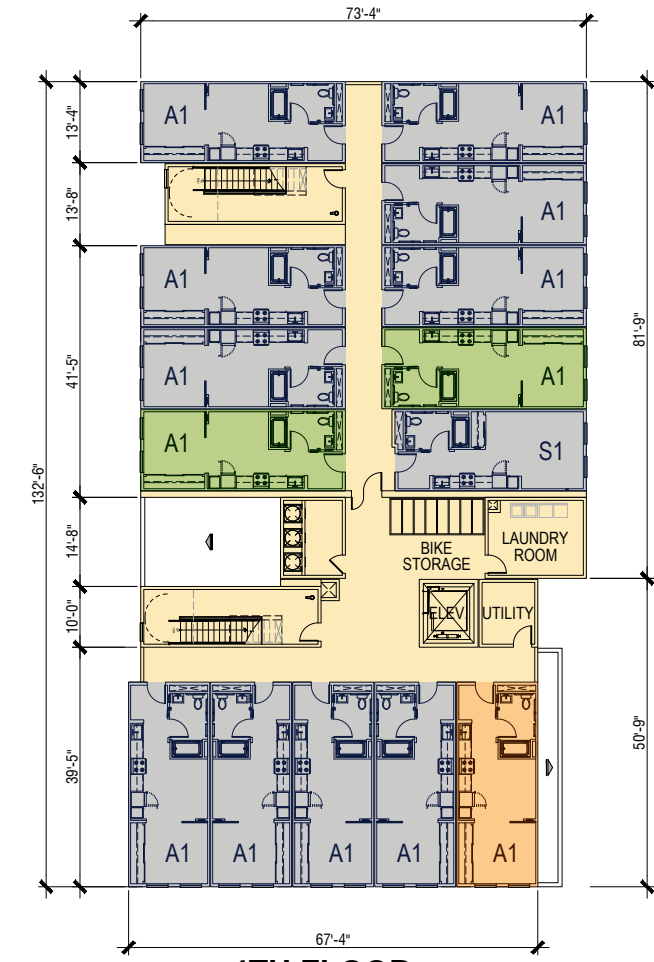 73'-4"
A1
A1
13'-4"
13'-8"
A1
A1
A1
81'-9"
41'-5"
A1
A1
A1
S1
132'-6"
14'-8"
BIKE
STORAGE
LAUNDRY
ROOM
10'-0"
ELEV.
UTILITY
39'-5"
50'-9"
A1
A1
A1
A1
A1
67'-4"
4TH FLOOR